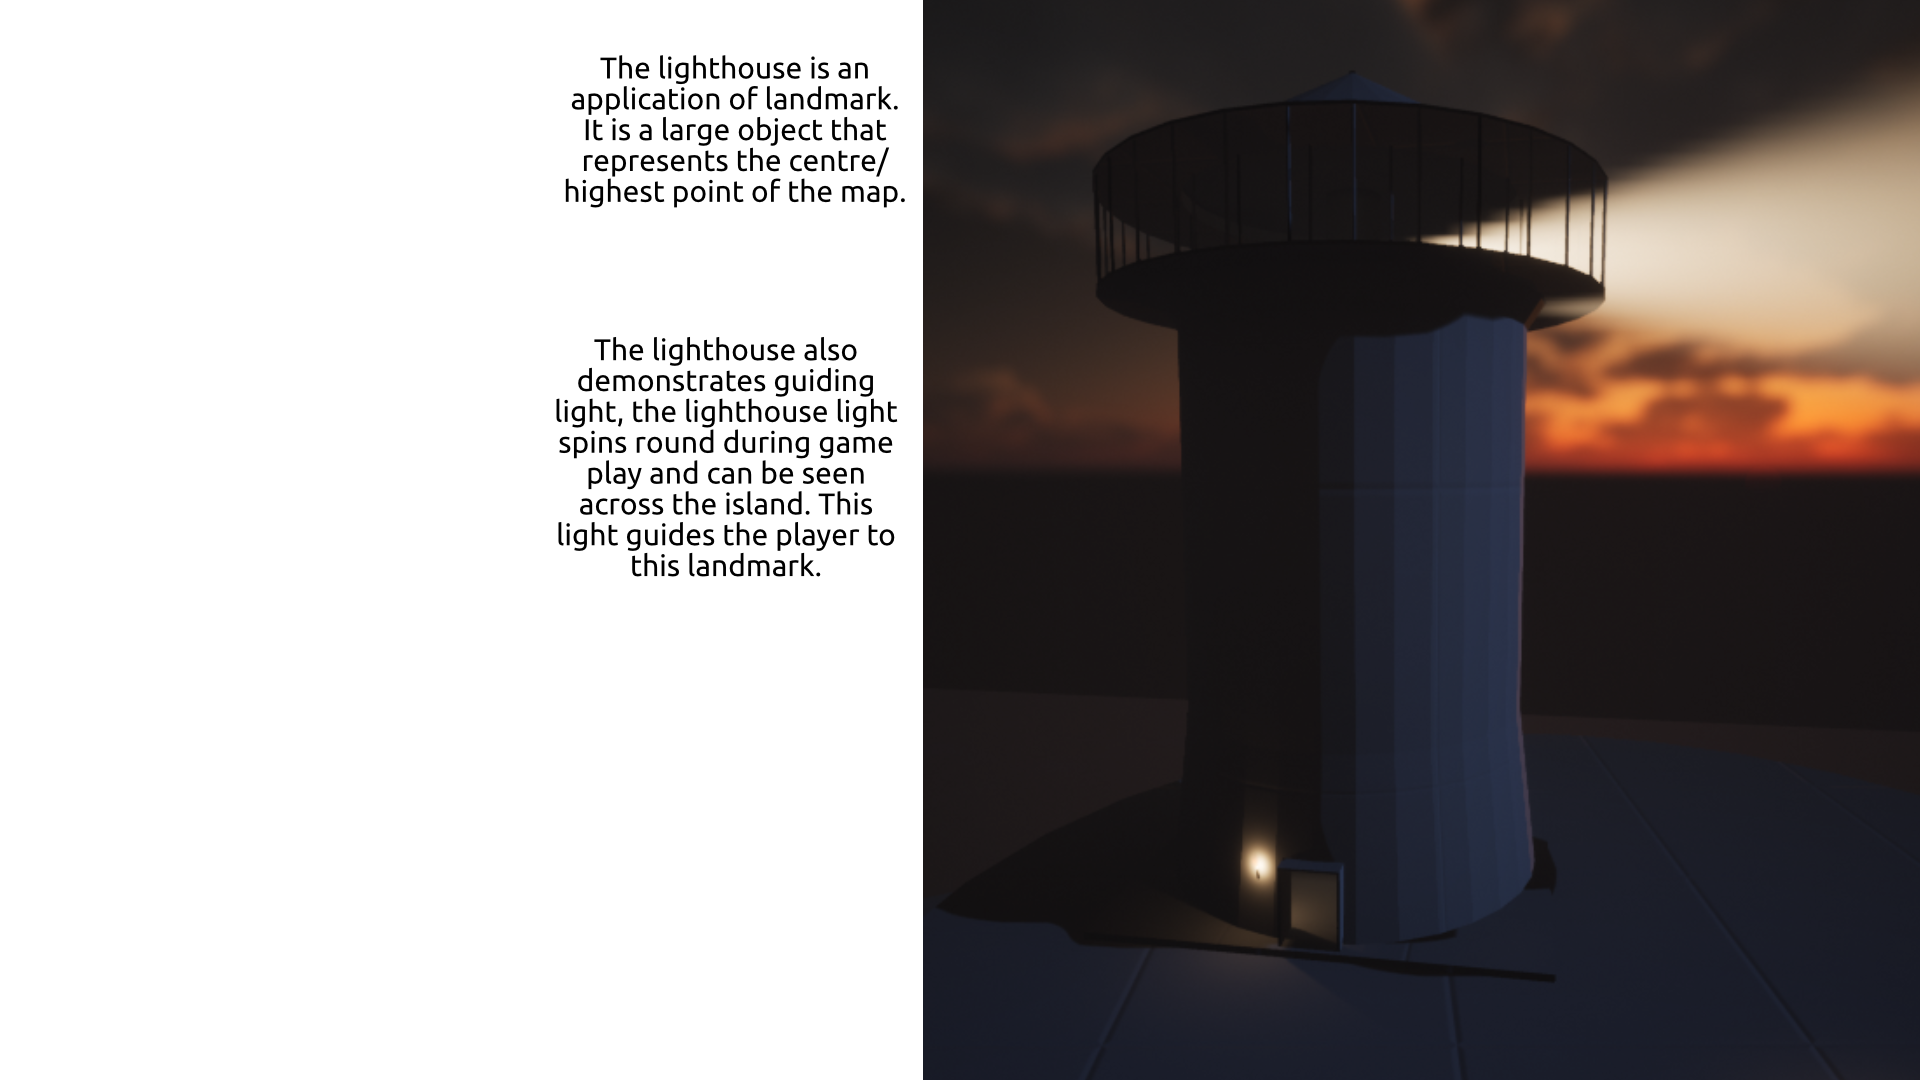 The lighthouse is an
application of landmark.
It is a large object that
represents the centre/
highest point of the map.
The lighthouse also
demonstrates guiding
light, the lighthouse light
spins round during game
play and can be seen
across the island. This
light guides the player to
this landmark.